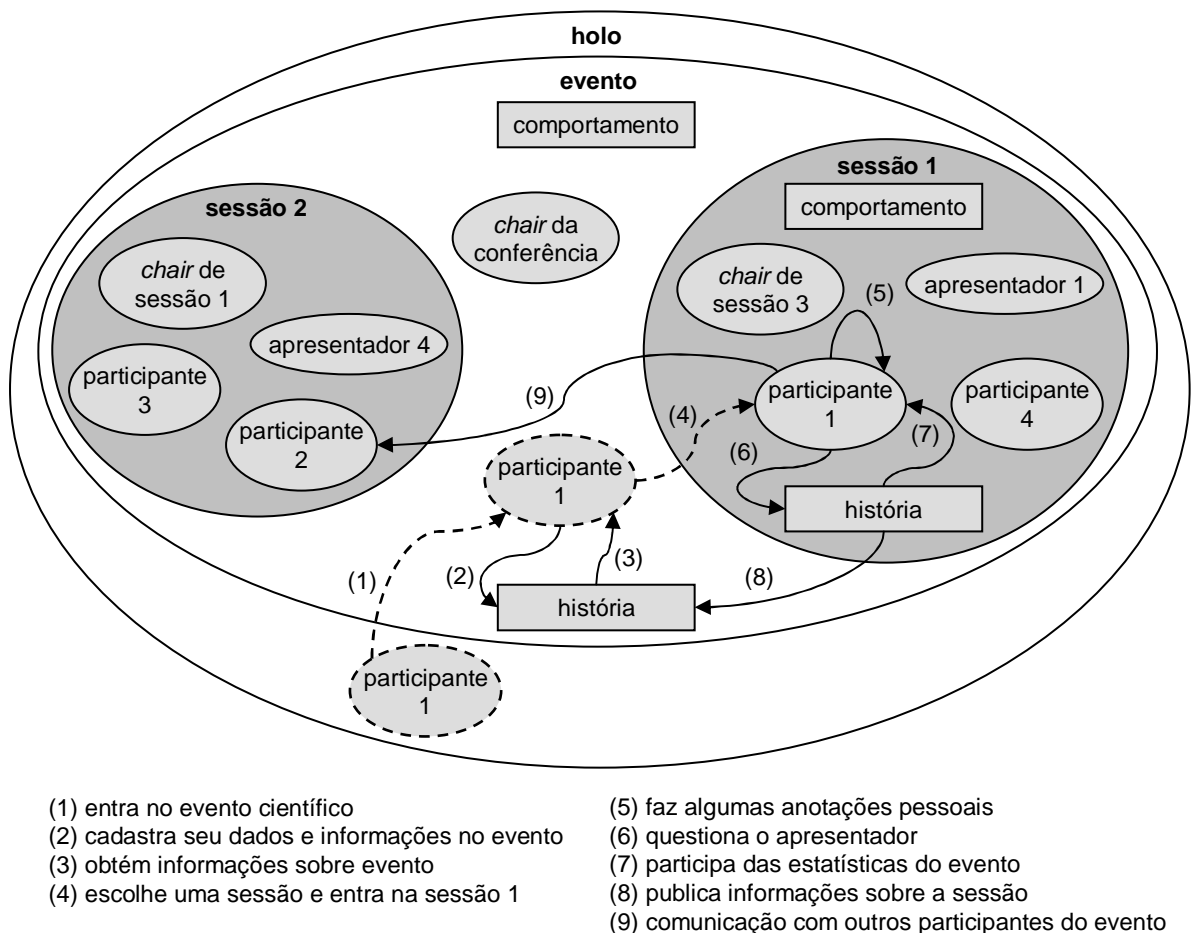 holo
evento
comportamento
sessão 1
comportamento
sessão 2
chair da
conferência
chair de
sessão 1
chair de
sessão 3
apresentador 1
(5)
apresentador 4
participante
3
participante
1
participante
4
(9)
(4)
participante
2
(6)
(7)
participante
1
história
(1)
(2)
(3)
(8)
história
participante
1
(1) entra no evento científico
(2) cadastra seu dados e informações no evento
(3) obtém informações sobre evento
(4) escolhe uma sessão e entra na sessão 1
(5) faz algumas anotações pessoais
(6) questiona o apresentador
(7) participa das estatísticas do evento
(8) publica informações sobre a sessão
(9) comunicação com outros participantes do evento